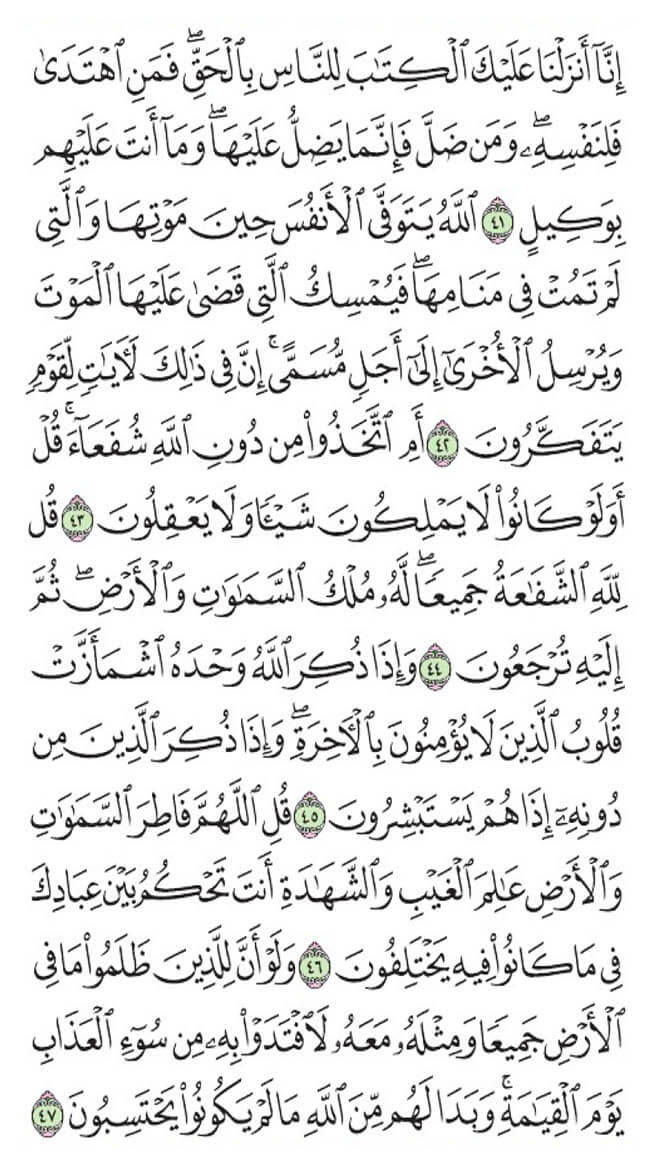 إِنَّآ أَنزَلْنَا عَلَيْكَ ٱلْكِتَٰبَ لِلنَّاسِ بِٱلْحَقِّۖ فَمَنِ ٱهْتَدَىٰ
فَلِنَفْسِهِۦۖ وَمَن ضَلَّ فَإِنَّمَا يَضِلُّ عَلَيْهَاۖ وَمَآ أَنتَ عَلَيْهِم
بِوَكِيلٍ ٤١ ٱللَّهُ يَتَوَفَّى ٱلْأَنفُسَ حِينَ مَوْتِهَا وَٱلَّتِى
لَمْ تَمُتْ فِى مَنَامِهَاۖ فَيُمْسِكُ ٱلَّتِى قَضَىٰ عَلَيْهَا ٱلْمَوْتَ
وَيُرْسِلُ ٱلْأُخْرَىٰٓ إِلَىٰٓ أَجَلٍ مُّسَمًّىۚ إِنَّ فِى ذَٰلِكَ لَءَايَٰتٍ لِّقَوْمٍ
يَتَفَكَّرُونَ ٤٢ أَمِ ٱتَّخَذُوا۟ مِن دُونِ ٱللَّهِ شُفَعَآءَۚ قُلْ
أَوَلَوْ كَانُوا۟ لَا يَمْلِكُونَ شَيْـًٔا وَلَا يَعْقِلُونَ ٤٣ قُل
لِّلَّهِ ٱلشَّفَٰعَةُ جَمِيعًاۖ لَّهُۥ مُلْكُ ٱلسَّمَٰوَٰتِ وَٱلْأَرْضِۖ ثُمَّ
إِلَيْهِ تُرْجَعُونَ ٤٤ وَإِذَا ذُكِرَ ٱللَّهُ وَحْدَهُ ٱشْمَأَزَّتْ
قُلُوبُ ٱلَّذِينَ لَا يُؤْمِنُونَ بِٱلْءَاخِرَةِۖ وَإِذَا ذُكِرَ ٱلَّذِينَ مِن
دُونِهِۦٓ إِذَا هُمْ يَسْتَبْشِرُونَ ٤٥ قُلِ ٱللَّهُمَّ فَاطِرَ ٱلسَّمَٰوَٰتِ
وَٱلْأَرْضِ عَٰلِمَ ٱلْغَيْبِ وَٱلشَّهَٰدَةِ أَنتَ تَحْكُمُ بَيْنَ عِبَادِكَ
فِى مَا كَانُوا۟ فِيهِ يَخْتَلِفُونَ ٤٦ وَلَوْ أَنَّ لِلَّذِينَ ظَلَمُوا۟ مَا فِى
ٱلْأَرْضِ جَمِيعًا وَمِثْلَهُۥ مَعَهُۥ لَٱفْتَدَوْا۟ بِهِۦ مِن سُوٓءِ ٱلْعَذَابِ
يَوْمَ ٱلْقِيَٰمَةِۚ وَبَدَا لَهُم مِّنَ ٱللَّهِ مَا لَمْ يَكُونُوا۟ يَحْتَسِبُونَ ٤٧